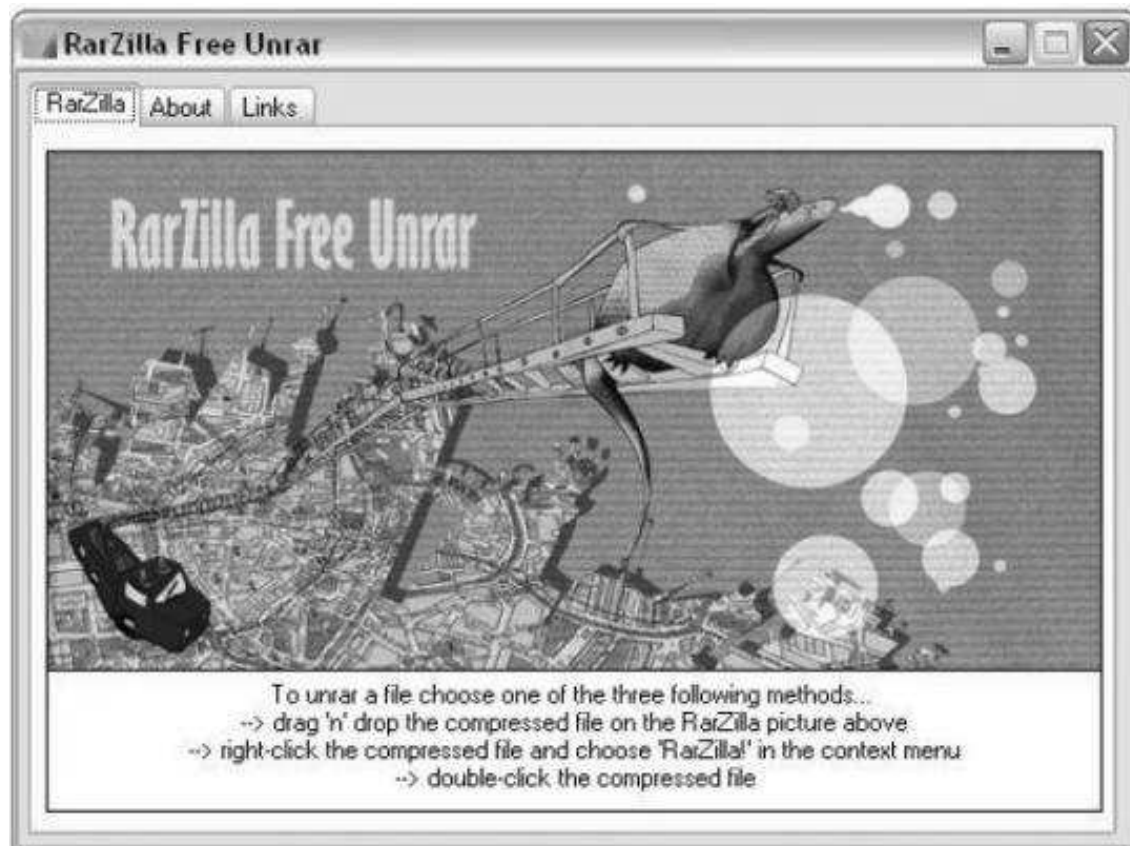 RarZilla Free Unrar
RarZilla About Links
RarZilla Free Unrar
To unrar a file choose one of the three following methods...
--> drag 'n' drop the compressed file on the RarZilla picture above
--> right-click the compressed file and choose 'RarZilla!' in the context menu
--> double-click the compressed file